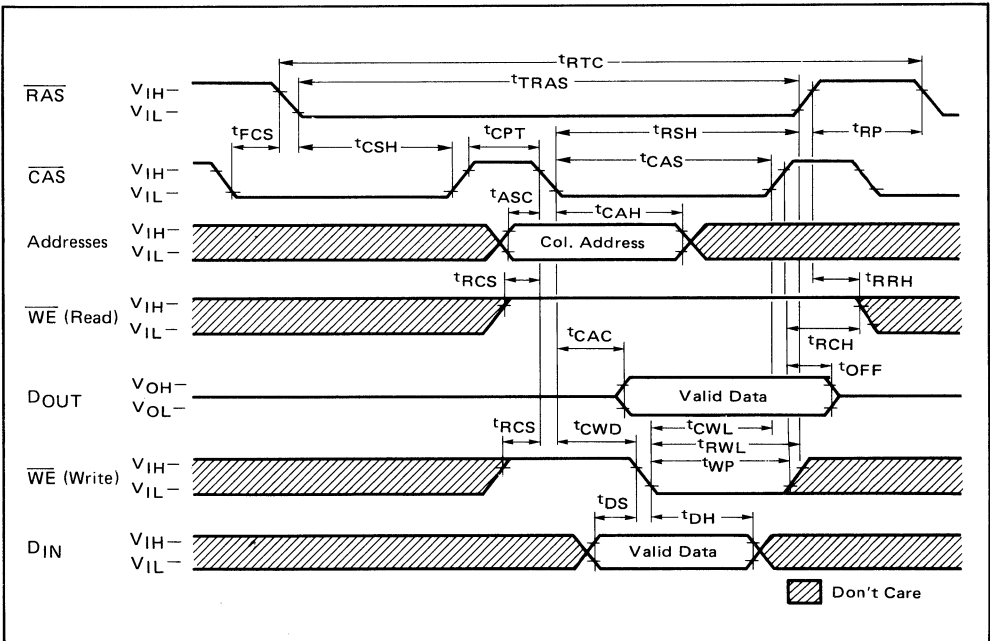 tRTC
tTRAS
RAS VIH–
VIL–
tFCS tCSH tCPT tRSH tRP
CAS VIH–
VIL–
tCAS
tASC tCAH
Addresses VIH–
VIL–
Col. Address
tRCS tRRH
WE (Read) VIH–
VIL–
tCAC tRCH
tOFF
DOUT VOH–
VOL–
Valid Data
tRCS tCWD tCWL
tRWL
tWP
WE (Write) VIH–
VIL–
tDS tDH
DIN VIH–
VIL–
Valid Data
Don't Care